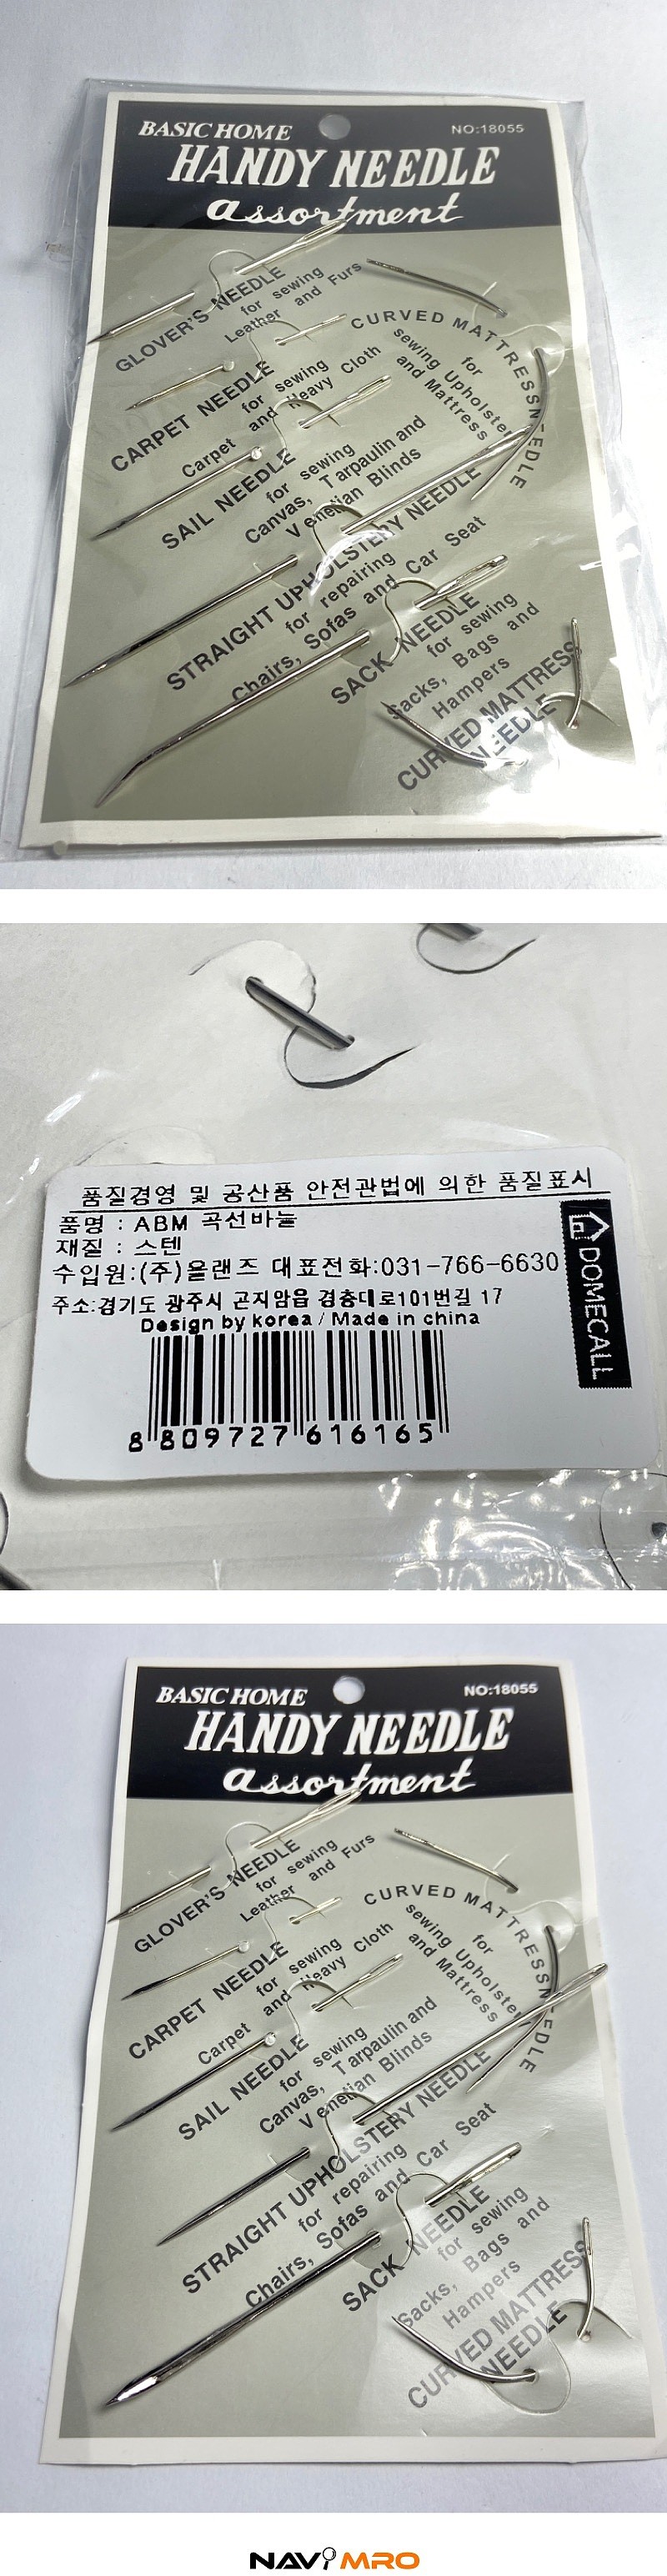 BASIC HOME
NO:18055
HANDY NEEDLE
assortment
GLOVER'S NEEDLE
for sewing
Leather and Furs
CARPET NEEDLE
for sewing
Carpet and Heavy Cloth
SAIL NEEDLE
for sewing
Canvas, Tarpaulin and
Venetian Blinds
CURVED MATTRESS NEEDLE
for
sewing Upholster
and Mattress
STRAIGHT UPHOLSTERY NEEDLE
for repairing
Chairs, Sofas and Car Seat
SACK NEEDLE
for sewing
Sacks, Bags and
Hampers
CURVED MATTRESS
NEEDLE
품질경영 및 공산품 안전관법에 의한 품질표시
품명 : ABM 곡선바늘
재질 : 스텐
수입원:(주)올랜즈 대표전화:031-766-6630
주소:경기도 광주시 곤지암읍 경충대로101번길 17
Design by korea / Made in china
8 809727 616165
DOMECALL
BASIC HOME
NO:18055
HANDY NEEDLE
assortment
GLOVER'S NEEDLE
for sewing
Leather and Furs
CARPET NEEDLE
for sewing
Carpet and Heavy Cloth
SAIL NEEDLE
for sewing
Canvas, Tarpaulin and
Venetian Blinds
CURVED MATTRESS NEEDLE
for
sewing Upholster
and Mattress
STRAIGHT UPHOLSTERY NEEDLE
for repairing
Chairs, Sofas and Car Seat
SACK NEEDLE
for sewing
Sacks, Bags and
Hampers
CURVED MATTRESS
NEEDLE
NAVIMRO